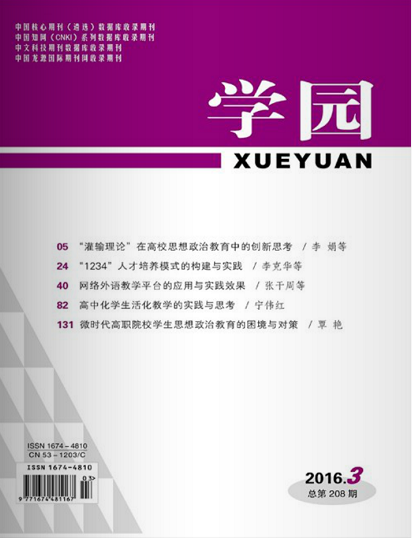 中国核心期刊（遴选）数据库收录期刊
中国知网（CNKI）系列数据库收录期刊
中文科技期刊数据库收录期刊
中国龙源国际期刊网收录期刊
学园
XUEYUAN
05 “灌输理论”在高校思想政治教育中的创新思考 / 李 娟等
24 “1234”人才培养模式的构建与实践 / 李克华等
40 网络外语教学平台的应用与实践效果 / 张干周等
82 高中化学生活化教学的实践与思考 / 宁伟红
131 微时代高职院校学生思想政治教育的困境与对策 / 覃 艳
ISSN 1674-4810
CN 53-1203/C
ISSN 1674-4810
03>
9 771674 481167
2016.3
总第 208 期